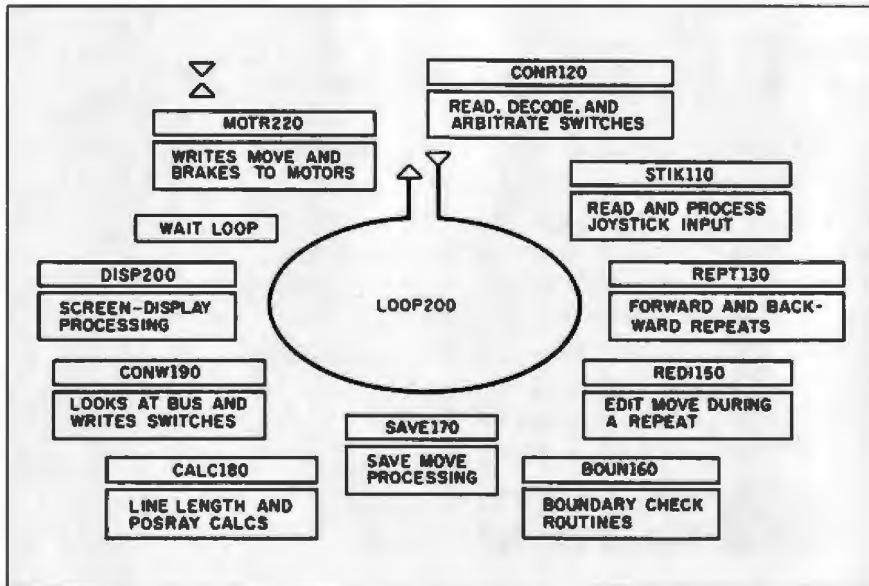 CONR120
READ, DECODE, AND
ARBITRATE SWITCHES
STIK110
READ AND PROCESS
JOYSTICK INPUT
REPT130
FORWARD AND BACK-
WARD REPEATS
REDI150
EDIT MOVE DURING
A REPEAT
BOUN160
BOUNDARY CHECK
ROUTINES
SAVE170
SAVE MOVE
PROCESSING
CALC180
LINE LENGTH AND
POSRAY CALCS
CONW190
LOOKS AT BUS AND
WRITES SWITCHES
DISP200
SCREEN-DISPLAY
PROCESSING
WAIT LOOP
MOTR220
WRITES MOVE AND
BRAKES TO MOTORS
LOOP200